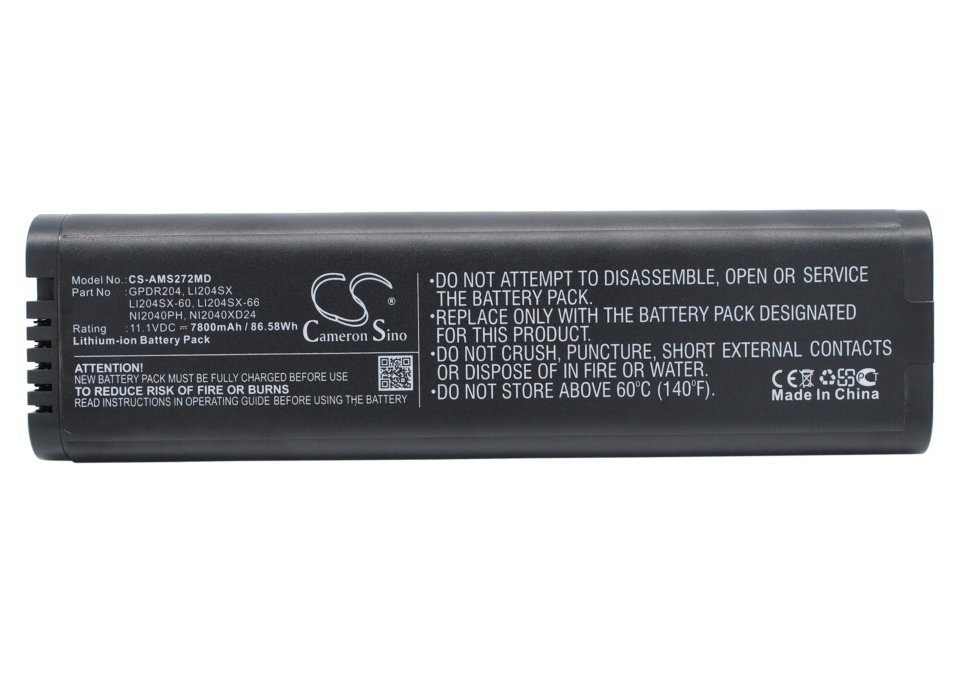 Model No.: CS-AMS272MD
Part No : GPDR204, LI204SX
LI204SX-60, LI204SX-66
NI2040PH, NI2040XD24
Rating : 11.1VDC⎓ 7800mAh / 86.58Wh
Lithium-ion Battery Pack
CS®
Cameron Sino
ATTENTION!
NEW BATTERY PACK MUST BE FULLY CHARGED BEFORE USE
TO REDUCE RISK OF FIRE OR BURNS
READ INSTRUCTIONS IN OPERATING GUIDE BEFORE USING THE BATTERY
•DO NOT ATTEMPT TO DISASSEMBLE, OPEN OR SERVICE
THE BATTERY PACK.
•REPLACE ONLY WITH THE BATTERY PACK DESIGNATED
FOR THIS PRODUCT.
•DO NOT CRUSH, PUNCTURE, SHORT EXTERNAL CONTACTS
OR DISPOSE OF IN FIRE OR WATER.
•DO NOT STORE ABOVE 60°C (140°F).
CE
Made In China